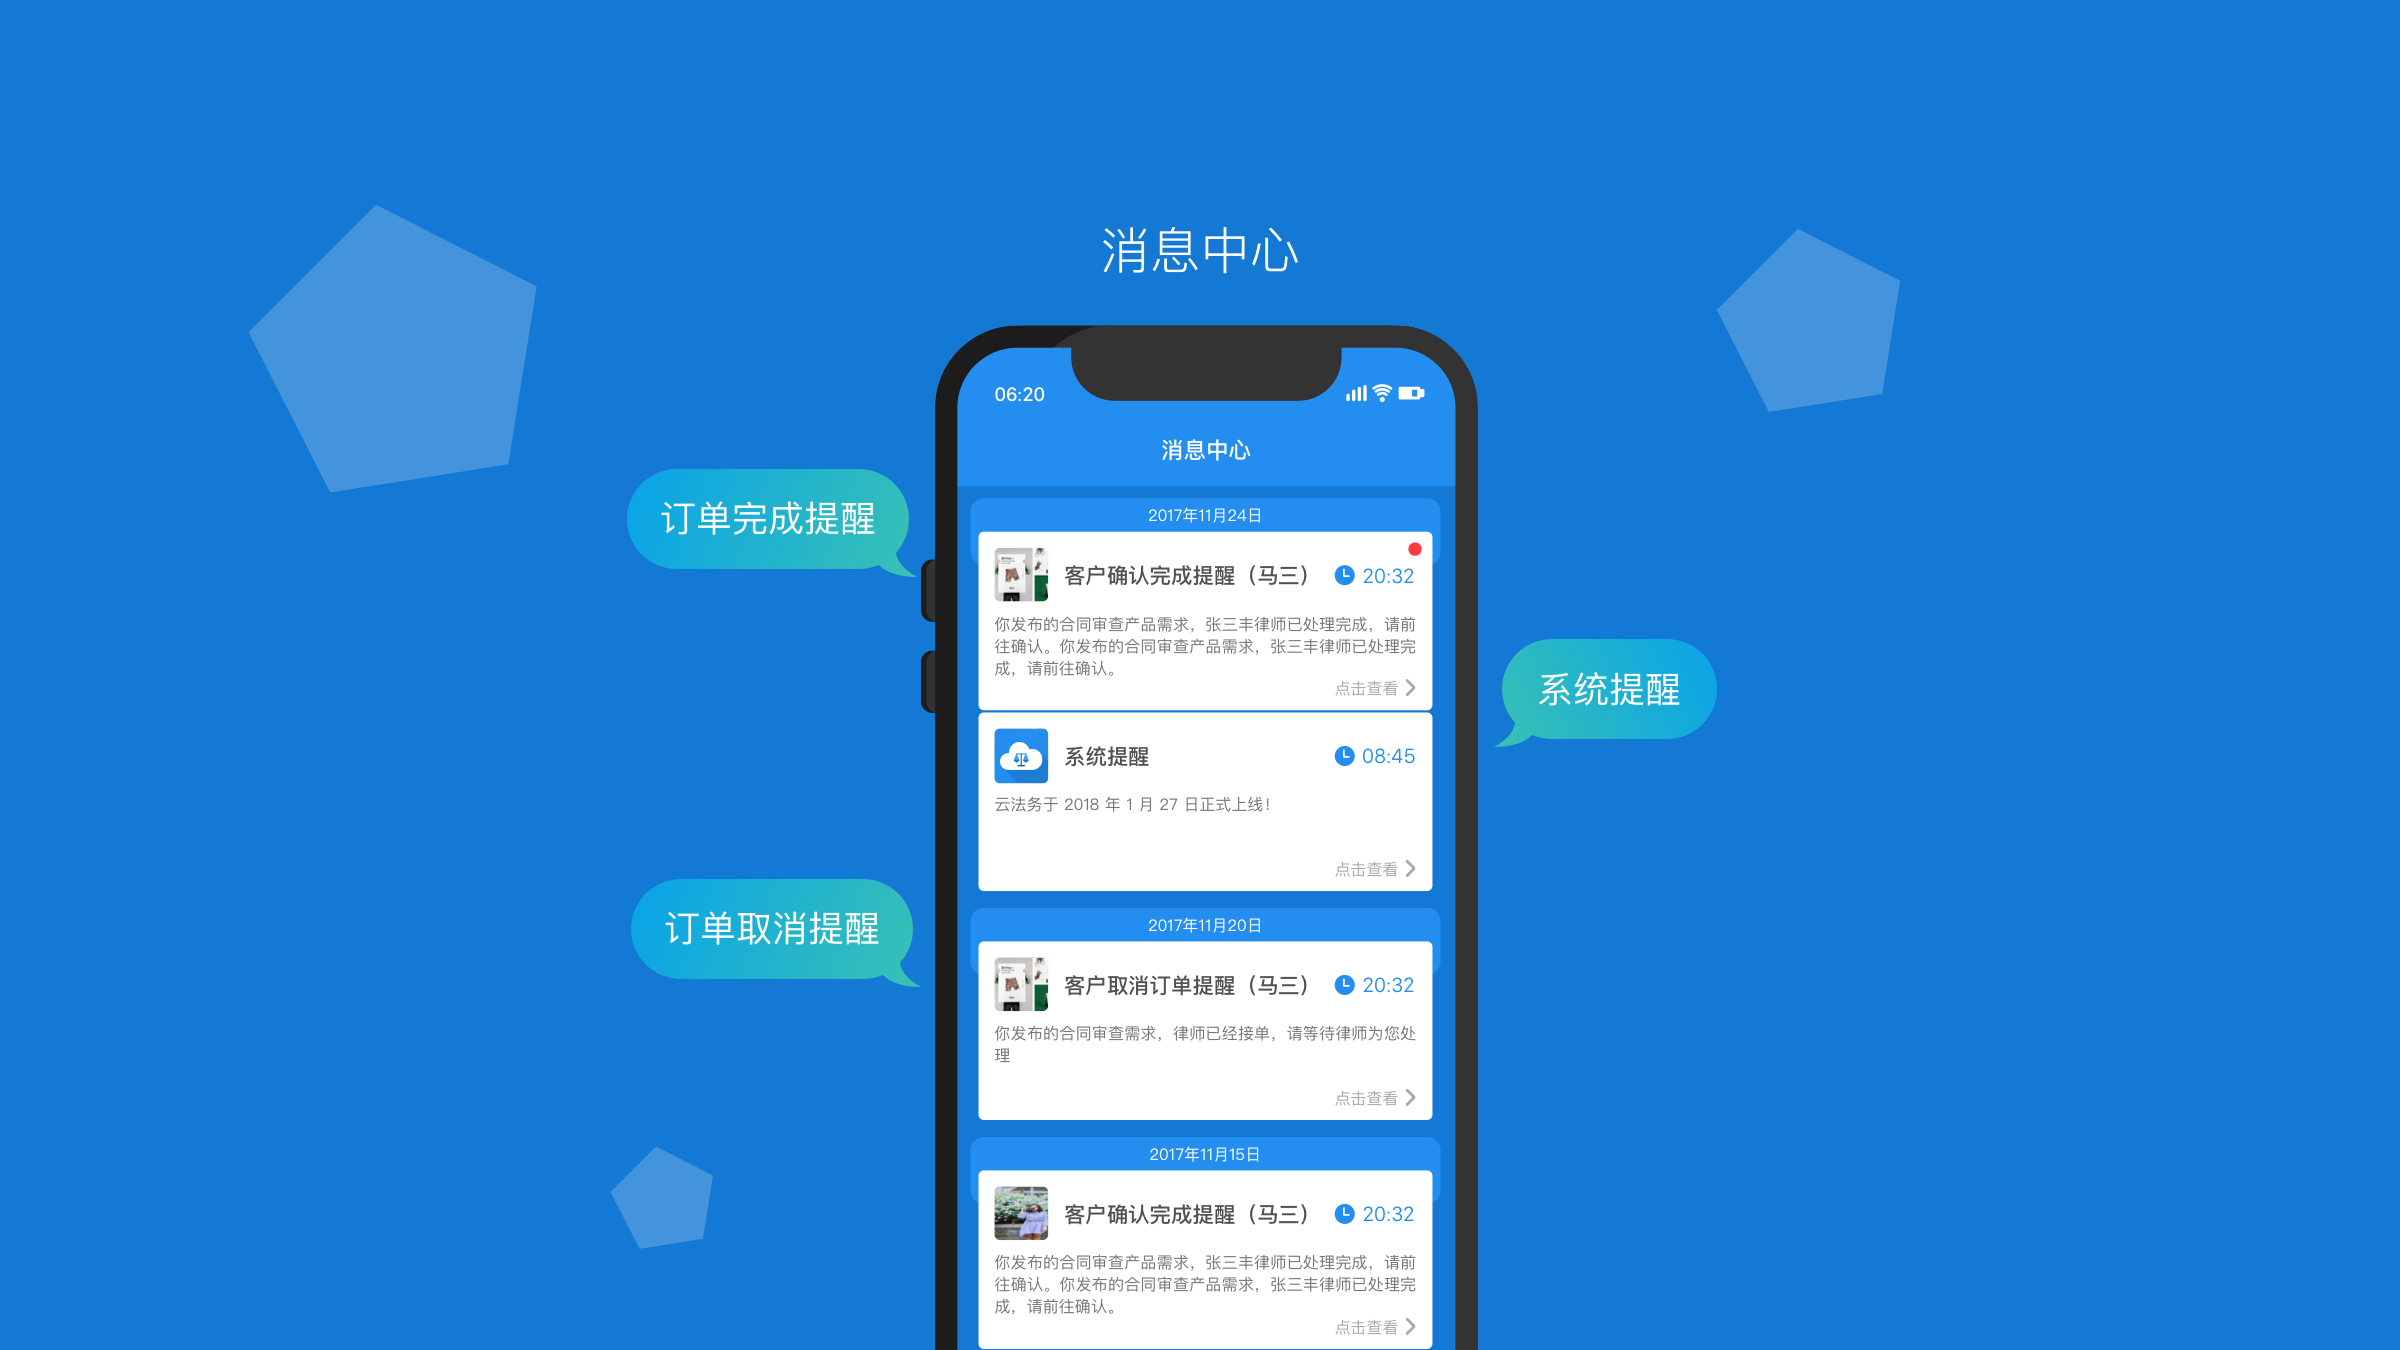 消息中心
06:20
消息中心
订单完成提醒
2017年11月24日
客户确认完成提醒（马三）
20:32
你发布的合同审查产品需求，张三丰律师已处理完成，请前
往确认。你发布的合同审查产品需求，张三丰律师已处理完
成，请前往确认。
点击查看
系统提醒
系统提醒
08:45
云法务于 2018 年 1 月 27 日正式上线！
点击查看
订单取消提醒
2017年11月20日
客户取消订单提醒（马三）
20:32
你发布的合同审查需求，律师已经接单，请等待律师为您处
理
点击查看
2017年11月15日
客户确认完成提醒（马三）
20:32
你发布的合同审查产品需求，张三丰律师已处理完成，请前
往确认。你发布的合同审查产品需求，张三丰律师已处理完
成，请前往确认。
点击查看